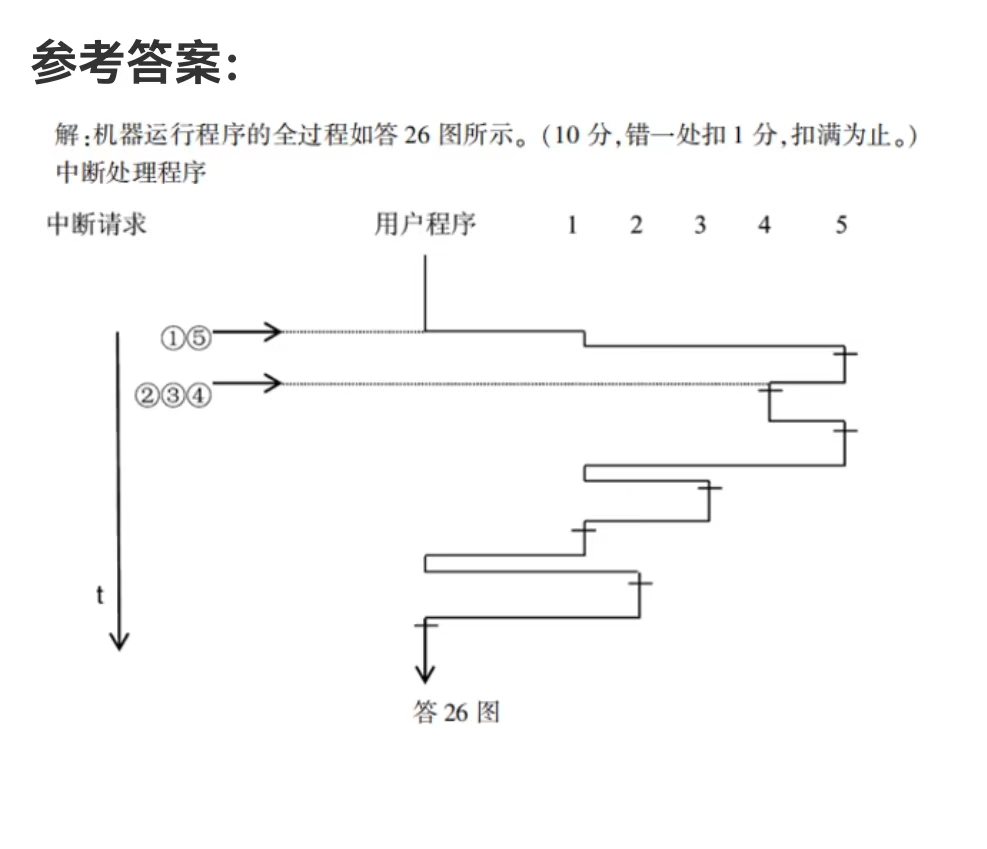 参考答案:
解:机器运行程序的全过程如答 26 图所示。(10 分,错一处扣 1 分,扣满为止。)
中断处理程序
中断请求 用户程序 1 2 3 4 5
①⑤
②③④
t
答 26 图